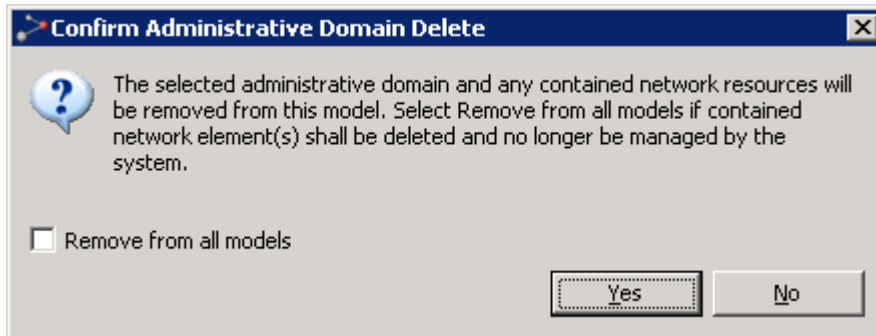 Confirm Administrative Domain Delete
The selected administrative domain and any contained network resources will
be removed from this model. Select Remove from all models if contained
network element(s) shall be deleted and no longer be managed by the
system.
Remove from all models
Yes No